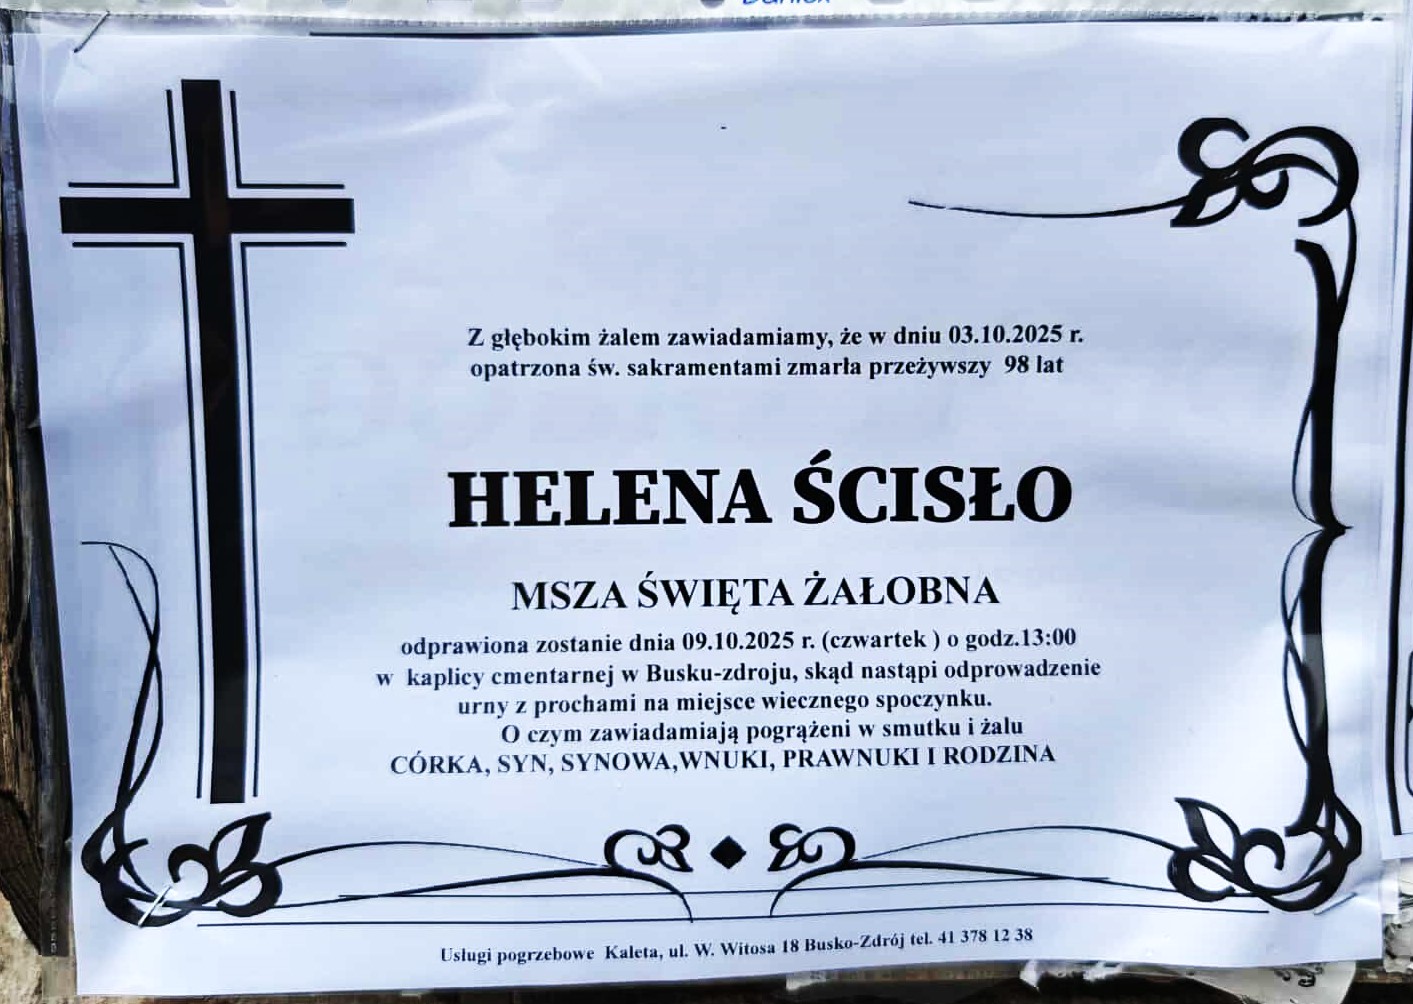 Z głębokim żalem zawiadamiamy, że w dniu 03.10.2025 r.
opatrzona św. sakramentami zmarła przeżywszy 98 lat
HELENA ŚCISŁO
MSZA ŚWIĘTA ŻAŁOBNA
odprawiona zostanie dnia 09.10.2025 r. (czwartek ) o godz.13:00
w kaplicy cmentarnej w Busku-zdroju, skąd nastąpi odprowadzenie
urny z prochami na miejsce wiecznego spoczynku.
O czym zawiadamiają pogrążeni w smutku i żalu
CÓRKA, SYN, SYNOWA,WNUKI, PRAWNUKI I RODZINA
Usługi pogrzebowe Kaleta, ul. W. Witosa 18 Busko-Zdrój tel. 41 378 12 38